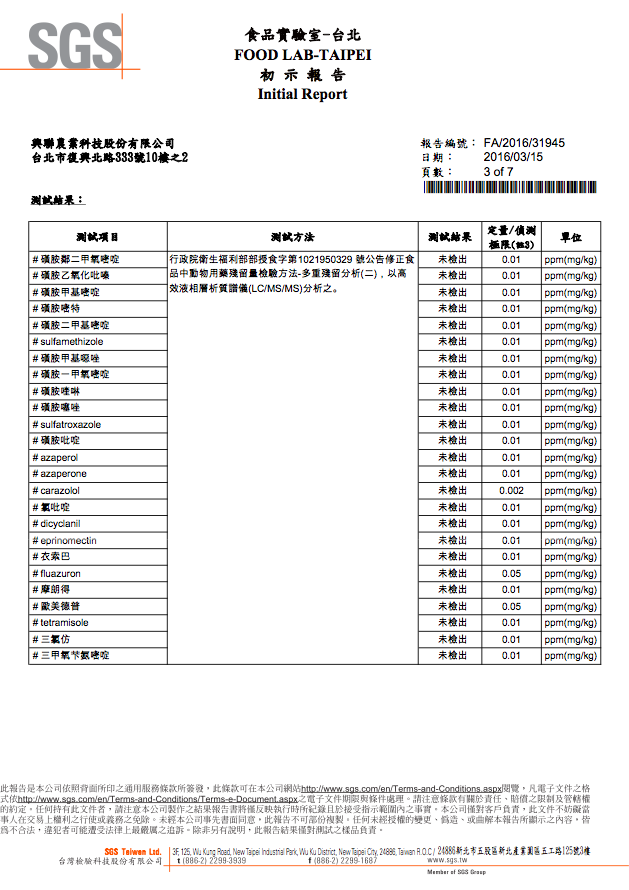 SGS
食品實驗室-台北
FOOD LAB-TAIPEI
初示報告
Initial Report
興聯農業科技股份有限公司
台北市復興北路333號10樓之2
報告編號： FA/2016/31945
日期： 2016/03/15
頁數： 3 of 7
測試結果：
測試項目 測試方法 測試結果 定量/偵測極限(註3) 單位
# 磺胺鄰二甲氧嘧啶 行政院衛生福利部部授食字第1021950329 號公告修正食 未檢出 0.01 ppm(mg/kg)
# 磺胺乙氧化吡嗪 品中動物用藥殘留量檢驗方法-多重殘留分析(二)，以高 未檢出 0.01 ppm(mg/kg)
# 磺胺甲基嘧啶 效液相層析質譜儀(LC/MS/MS)分析之。 未檢出 0.01 ppm(mg/kg)
# 磺胺嘧特 未檢出 0.01 ppm(mg/kg)
# 磺胺二甲基嘧啶 未檢出 0.01 ppm(mg/kg)
# sulfamethizole 未檢出 0.01 ppm(mg/kg)
# 磺胺甲基噁唑 未檢出 0.01 ppm(mg/kg)
# 磺胺一甲氧嘧啶 未檢出 0.01 ppm(mg/kg)
# 磺胺喹啉 未檢出 0.01 ppm(mg/kg)
# 磺胺噻唑 未檢出 0.01 ppm(mg/kg)
# sulfatroxazole 未檢出 0.01 ppm(mg/kg)
# 磺胺吡啶 未檢出 0.01 ppm(mg/kg)
# azaperol 未檢出 0.01 ppm(mg/kg)
# azaperone 未檢出 0.01 ppm(mg/kg)
# carazolol 未檢出 0.002 ppm(mg/kg)
# 氯吡啶 未檢出 0.01 ppm(mg/kg)
# dicyclanil 未檢出 0.01 ppm(mg/kg)
# eprinomectin 未檢出 0.01 ppm(mg/kg)
# 衣索巴 未檢出 0.01 ppm(mg/kg)
# fluazuron 未檢出 0.05 ppm(mg/kg)
# 摩朗得 未檢出 0.01 ppm(mg/kg)
# 歐美德普 未檢出 0.05 ppm(mg/kg)
# tetramisole 未檢出 0.01 ppm(mg/kg)
# 三氯仿 未檢出 0.01 ppm(mg/kg)
# 三甲氧苄氨嘧啶 未檢出 0.01 ppm(mg/kg)
此報告是本公司依照背面所印之通用服務條款所簽發，此條款可在本公司網站http://www.sgs.com/en/Terms-and-Conditions.aspx閱覽，凡電子文件之格
式依http://www.sgs.com/en/Terms-and-Conditions/Terms-e-Document.aspx之電子文件期限與條件處理。請注意條款有關於責任、賠償之限制及管轄權
的約定。任何持有此文件者，請注意本公司製作之結果報告書將僅反映執行時所紀錄且於接受指示範圍內之事實。本公司僅對客戶負責，此文件不妨礙當
事人在交易上權利之行使或義務之免除。未經本公司事先書面同意，此報告不可部份複製。任何未經授權的變更、偽造、或曲解本報告所顯示之內容，皆
為不合法，違犯者可能遭受法律上最嚴厲之追訴。除非另有說明，此報告結果僅對測試之樣品負責。
SGS Taiwan Ltd. 3F, 125, Wu Kung Road, New Taipei Industrial Park, Wu Ku District, New Taipei City, 24886, Taiwan R.O.C./ 24886新北市五股區新北產業園區五工路125號3樓
台灣檢驗科技股份有限公司 t (886-2) 2299-3939 f (886-2) 2299-1687 www.sgs.tw
Member of SGS Group